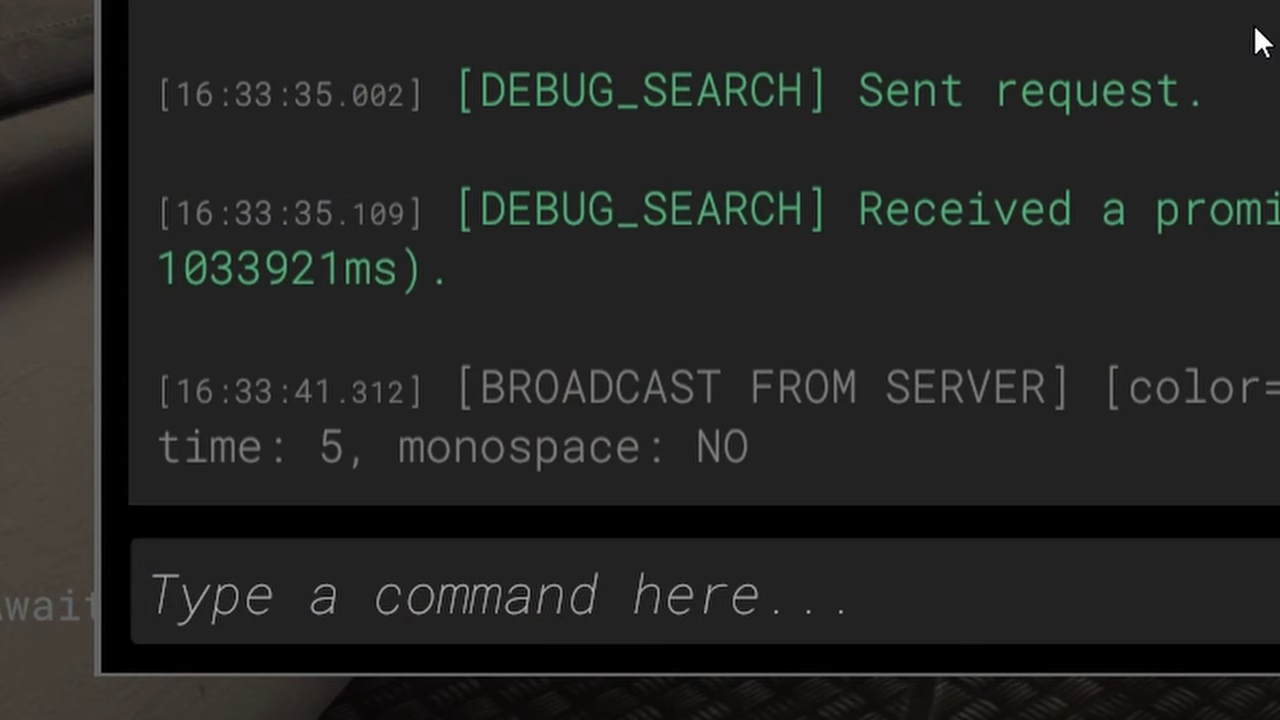 [16:33:35.002] [DEBUG_SEARCH] Sent request.
[16:33:35.109] [DEBUG_SEARCH] Received a promi
1033921ms).
[16:33:41.312] [BROADCAST FROM SERVER] [color=
time: 5, monospace: NO
Type a command here...